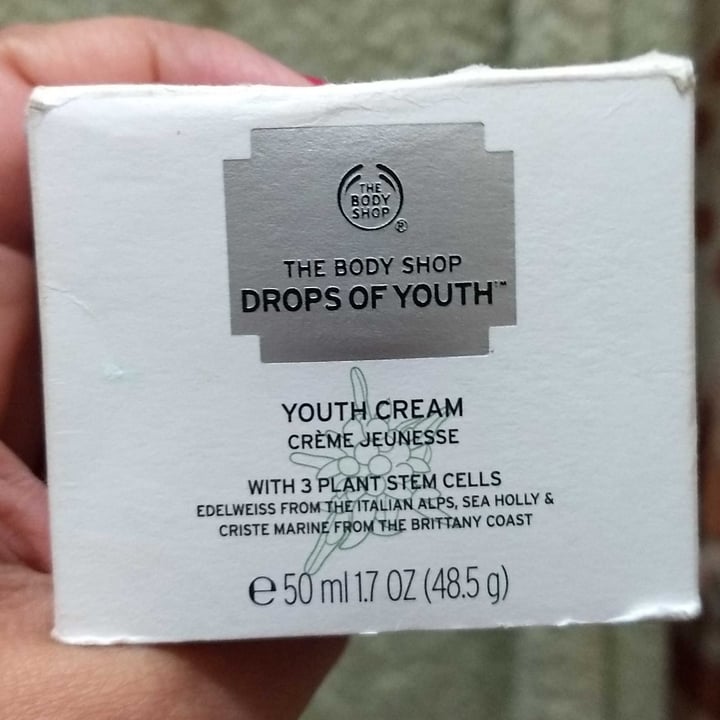 THE
BODY
SHOP
®
THE BODY SHOP
DROPS OF YOUTH™
YOUTH CREAM
CRÈME JEUNESSE
WITH 3 PLANT STEM CELLS
EDELWEISS FROM THE ITALIAN ALPS, SEA HOLLY &
CRISTE MARINE FROM THE BRITTANY COAST
℮ 50 ml 1.7 OZ (48.5 g)